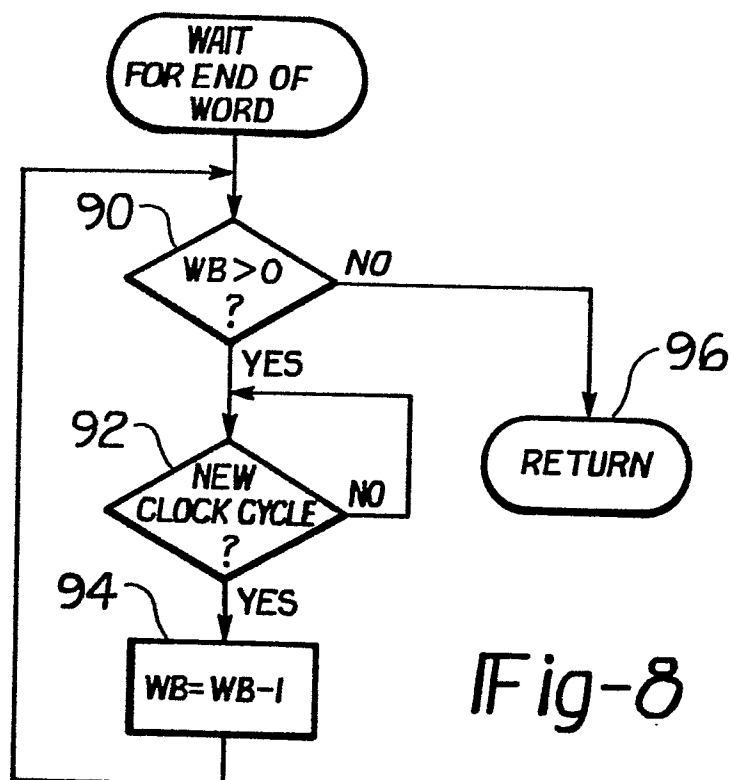 WAIT
FOR END OF
WORD
90
WB>0
?
NO
YES
96
RETURN
92
NEW
CLOCK CYCLE
?
NO
YES
94
WB=WB-1
Fig-8